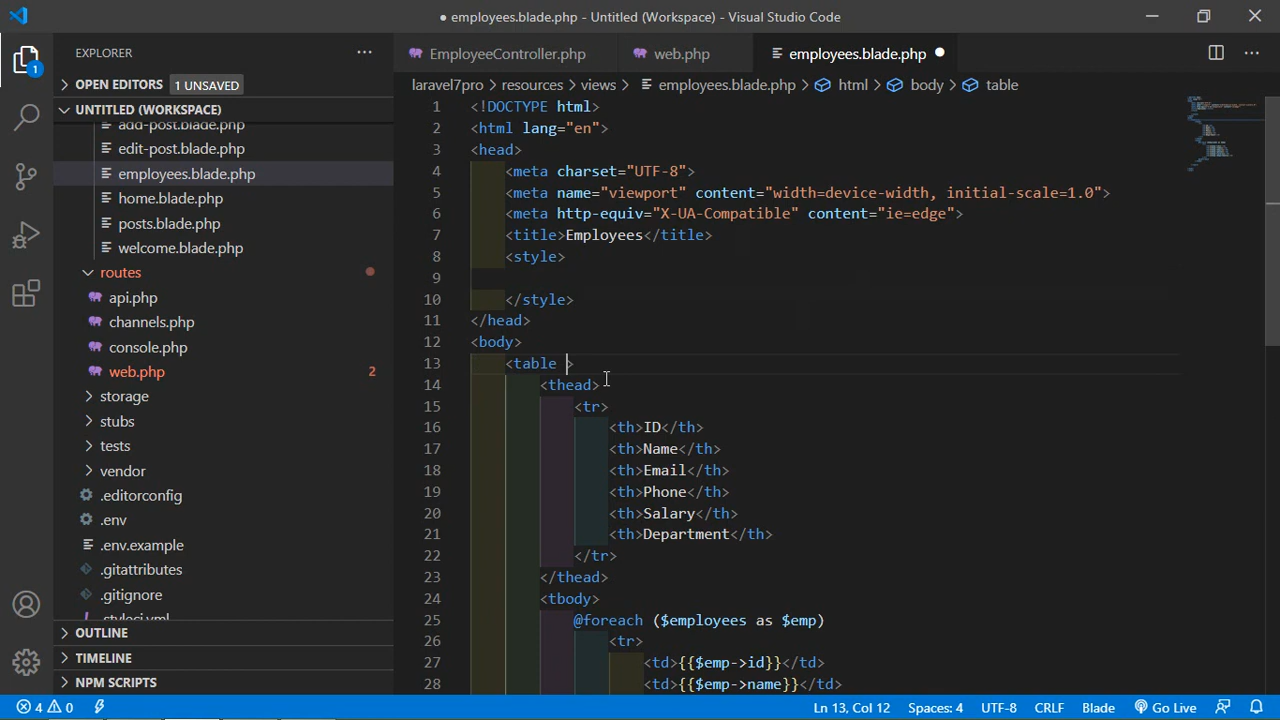 ● employees.blade.php - Untitled (Workspace) - Visual Studio Code
EXPLORER
EmployeeController.php
web.php
employees.blade.php
OPEN EDITORS 1 UNSAVED
UNTITLED (WORKSPACE)
add-post.blade.php
edit-post.blade.php
employees.blade.php
home.blade.php
posts.blade.php
welcome.blade.php
routes
api.php
channels.php
console.php
web.php 2
storage
stubs
tests
vendor
.editorconfig
.env
.env.example
.gitattributes
.gitignore
.styleci.yml
OUTLINE
TIMELINE
NPM SCRIPTS
1
laravel7pro > resources > views > employees.blade.php > html > body > table
1 <!DOCTYPE html>
2 <html lang="en">
3 <head>
4 <meta charset="UTF-8">
5 <meta name="viewport" content="width=device-width, initial-scale=1.0">
6 <meta http-equiv="X-UA-Compatible" content="ie=edge">
7 <title>Employees</title>
8 <style>
9
10 </style>
11 </head>
12 <body>
13 <table >
14 <thead>
15 <tr>
16 <th>ID</th>
17 <th>Name</th>
18 <th>Email</th>
19 <th>Phone</th>
20 <th>Salary</th>
21 <th>Department</th>
22 </tr>
23 </thead>
24 <tbody>
25 @foreach ($employees as $emp)
26 <tr>
27 <td>{{$emp->id}}</td>
28 <td>{{$emp->name}}</td>
4 0
Ln 13, Col 12 Spaces: 4 UTF-8 CRLF Blade Go Live